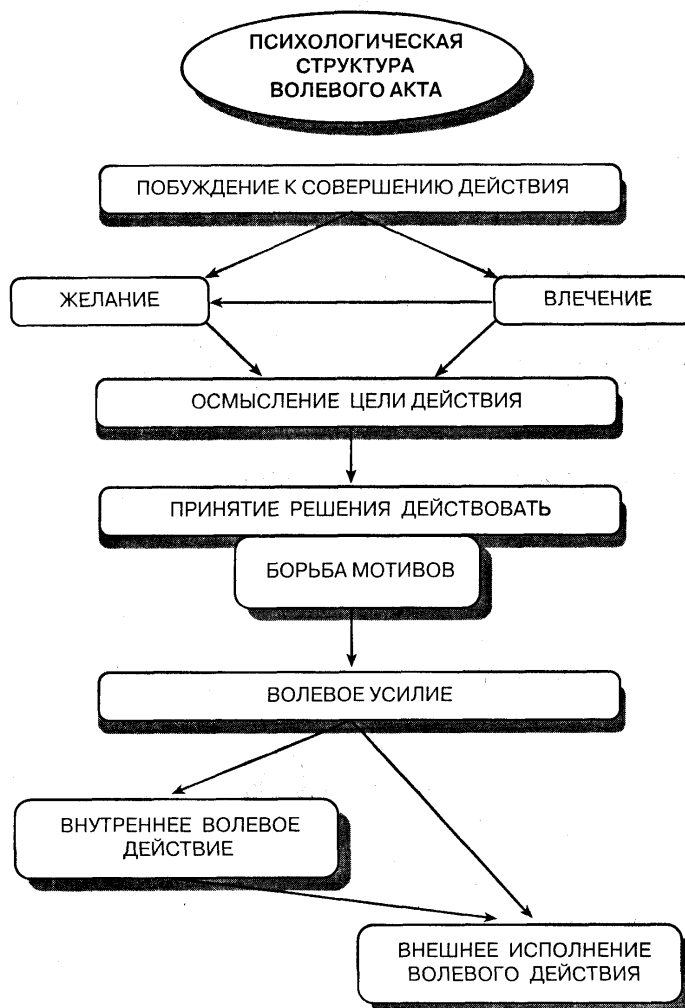 ПСИХОЛОГИЧЕСКАЯ
СТРУКТУРА
ВОЛЕВОГО АКТА
ПОБУЖДЕНИЕ К СОВЕРШЕНИЮ ДЕЙСТВИЯ
ЖЕЛАНИЕ
ВЛЕЧЕНИЕ
ОСМЫСЛЕНИЕ ЦЕЛИ ДЕЙСТВИЯ
ПРИНЯТИЕ РЕШЕНИЯ ДЕЙСТВОВАТЬ
БОРЬБА МОТИВОВ
ВОЛЕВОЕ УСИЛИЕ
ВНУТРЕННЕЕ ВОЛЕВОЕ
ДЕЙСТВИЕ
ВНЕШНЕЕ ИСПОЛНЕНИЕ
ВОЛЕВОГО ДЕЙСТВИЯ